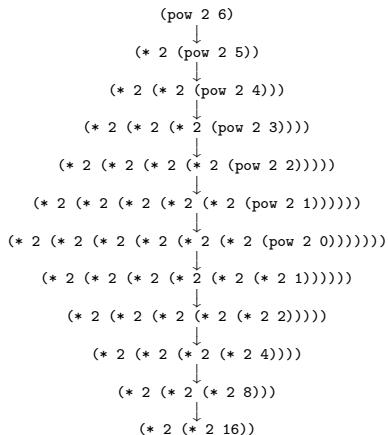 (pow 2 6)
(* 2 (pow 2 5))
(* 2 (* 2 (pow 2 4)))
(* 2 (* 2 (* 2 (pow 2 3))))
(* 2 (* 2 (* 2 (* 2 (pow 2 2)))))
(* 2 (* 2 (* 2 (* 2 (* 2 (pow 2 1))))))
(* 2 (* 2 (* 2 (* 2 (* 2 (* 2 (pow 2 0)))))))
(* 2 (* 2 (* 2 (* 2 (* 2 (* 2 1))))))
(* 2 (* 2 (* 2 (* 2 (* 2 2)))))
(* 2 (* 2 (* 2 (* 2 4))))
(* 2 (* 2 (* 2 8)))
(* 2 (* 2 16))